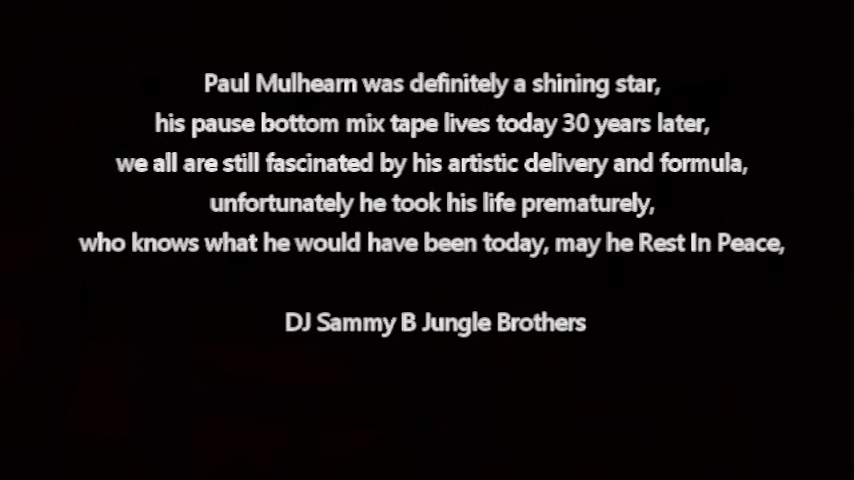 Paul Mulhearn was definitely a shining star,
his pause bottom mix tape lives today 30 years later,
we all are still fascinated by his artistic delivery and formula,
unfortunately he took his life prematurely,
who knows what he would have been today, may he Rest In Peace,
DJ Sammy B Jungle Brothers